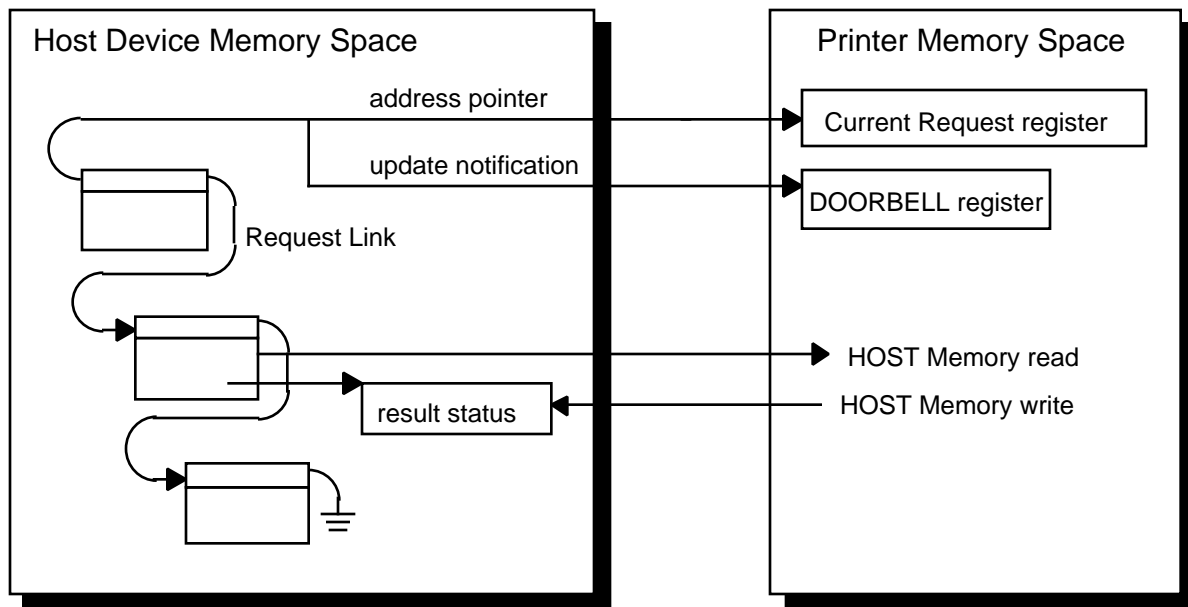 Host Device Memory Space
Printer Memory Space
address pointer
Current Request register
update notification
DOORBELL register
Request Link
HOST Memory read
result status
HOST Memory write